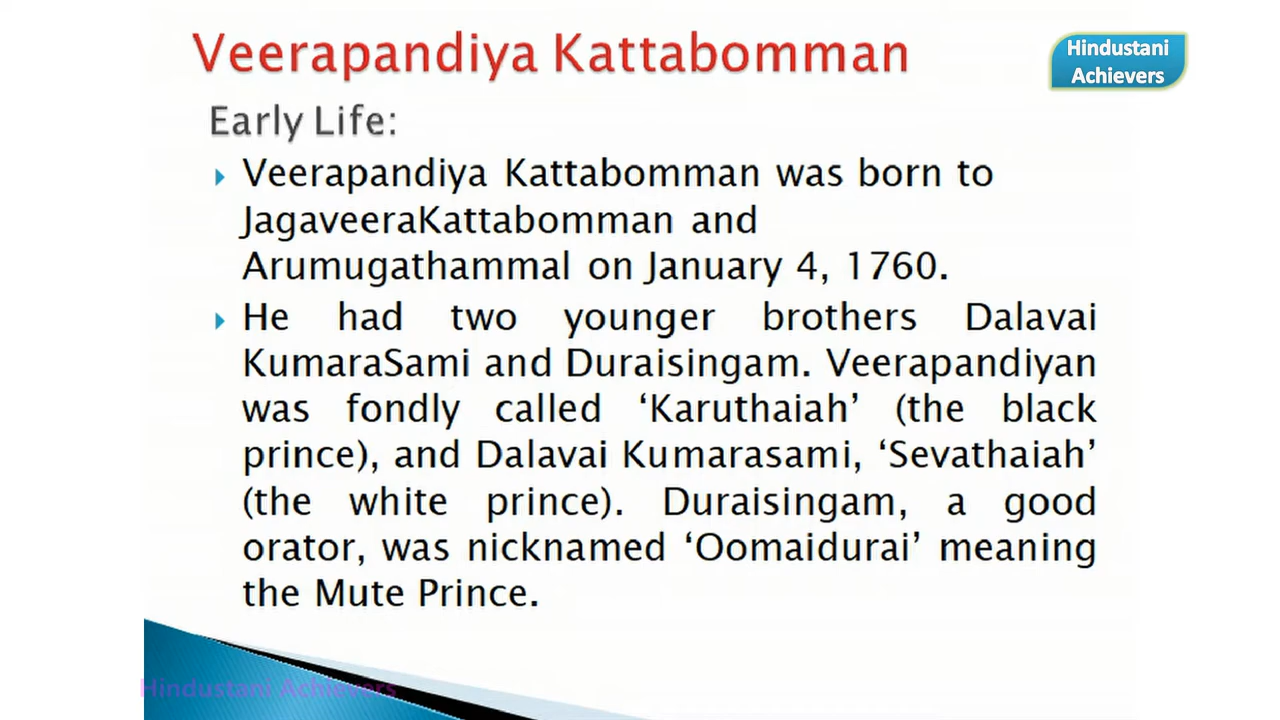 Veerapandiya Kattabomman
Hindustani
Achievers
Early Life:
Veerapandiya Kattabomman was born to
JagaveeraKattabomman and
Arumugathammal on January 4, 1760.
He had two younger brothers Dalavai
KumaraSami and Duraisingam. Veerapandiyan
was fondly called ‘Karuthaiah’ (the black
prince), and Dalavai Kumarasami, ‘Sevathaiah’
(the white prince). Duraisingam, a good
orator, was nicknamed ‘Oomaidurai’ meaning
the Mute Prince.
Hindustani Achievers